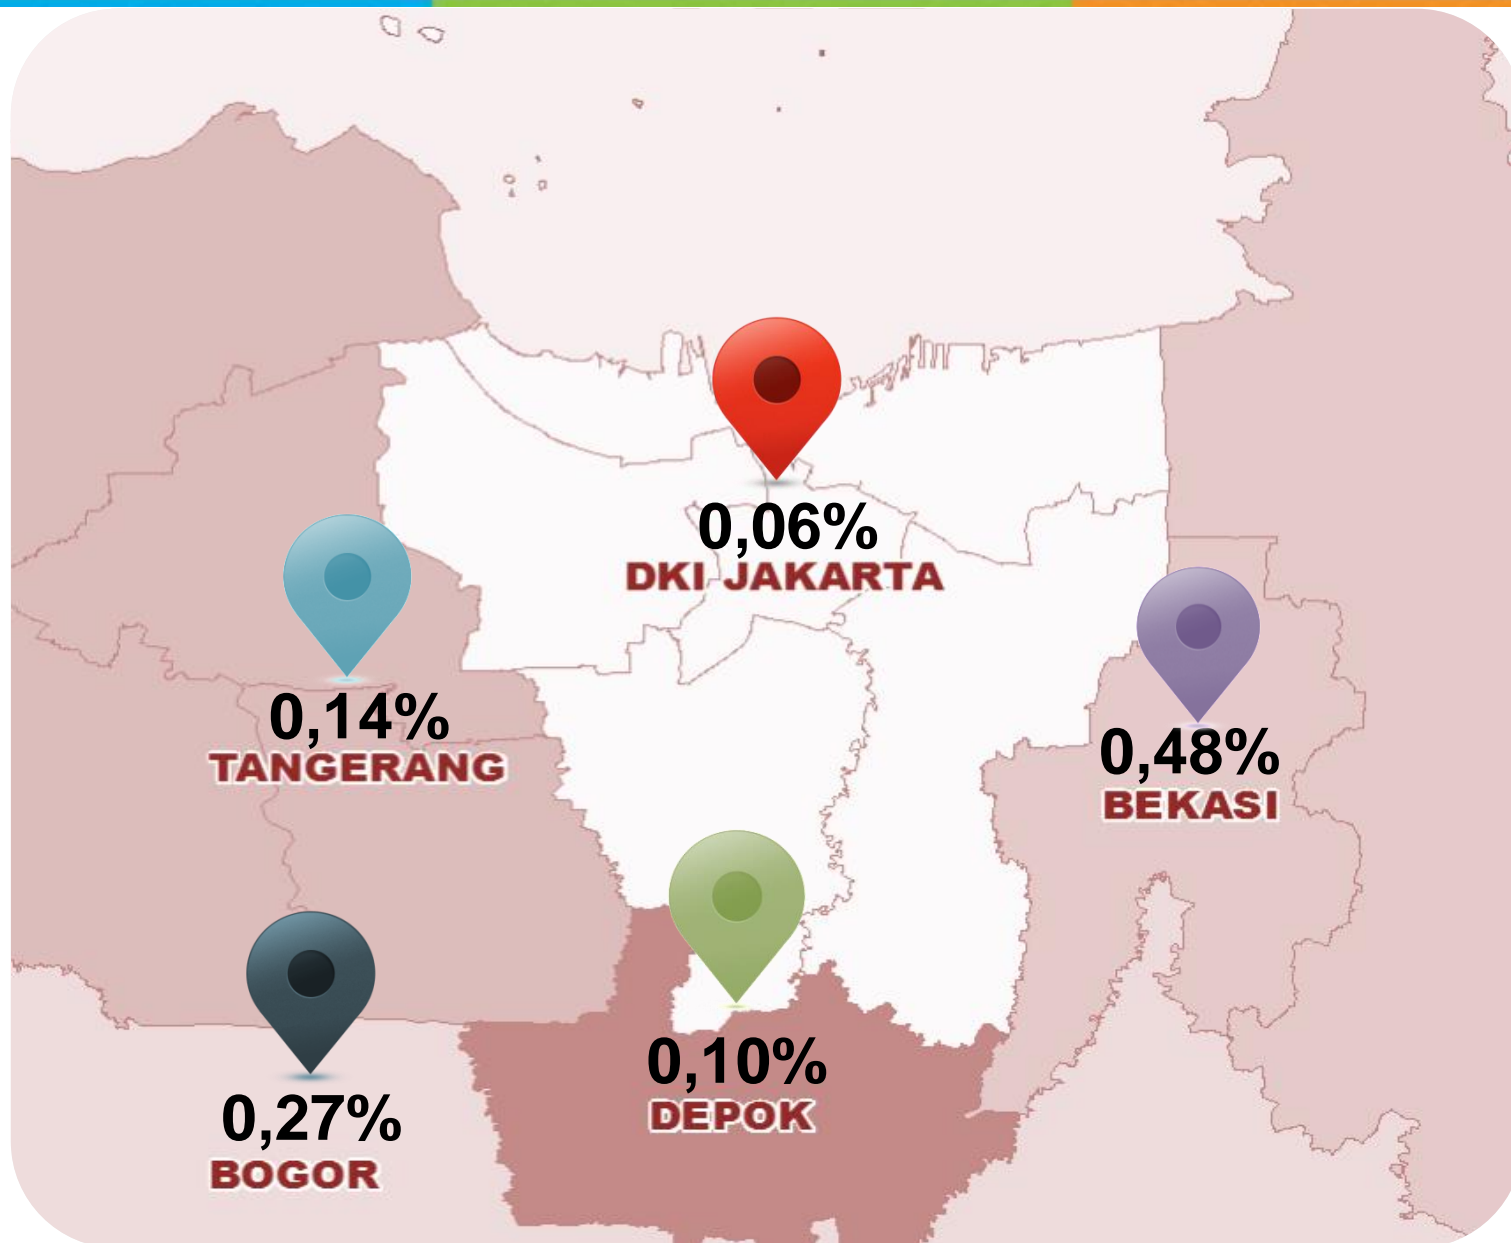 0,06%
DKI JAKARTA
0,14%
TANGERANG
0,48%
BEKASI
0,10%
DEPOK
0,27%
BOGOR